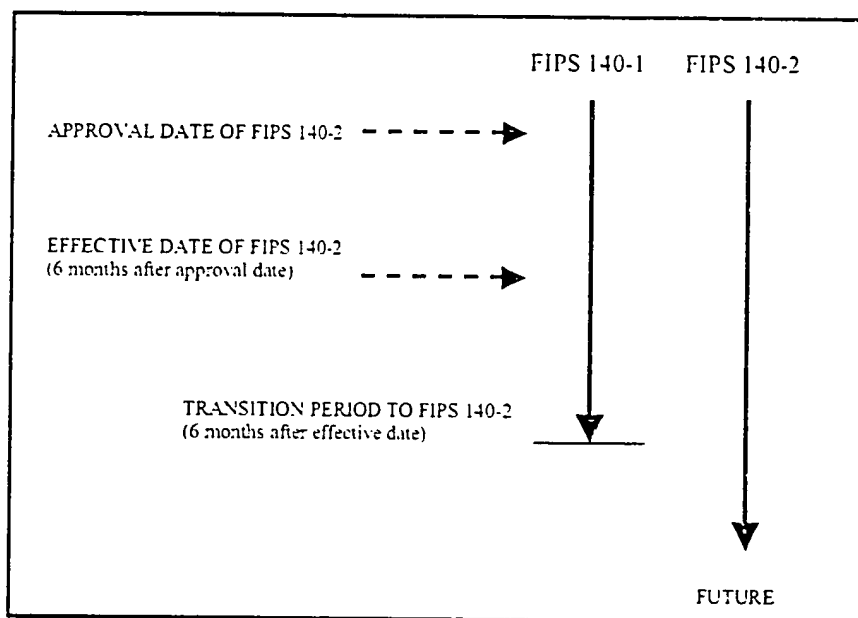 FIPS 140-1 FIPS 140-2
APPROVAL DATE OF FIPS 140-2
EFFECTIVE DATE OF FIPS 140-2
(6 months after approval date)
TRANSITION PERIOD TO FIPS 140-2
(6 months after effective date)
FUTURE